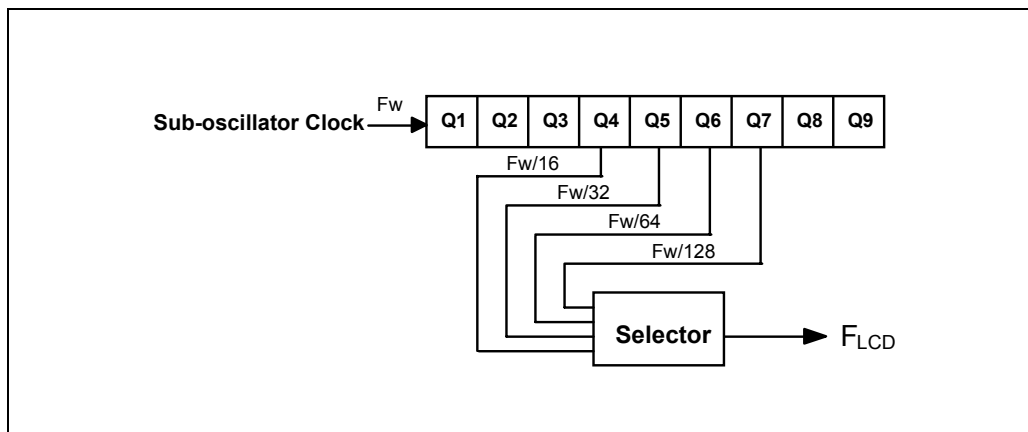 Fw
Sub-oscillator Clock
Q1 Q2 Q3 Q4 Q5 Q6 Q7 Q8 Q9
Fw/16
Fw/32
Fw/64
Fw/128
Selector
FLCD